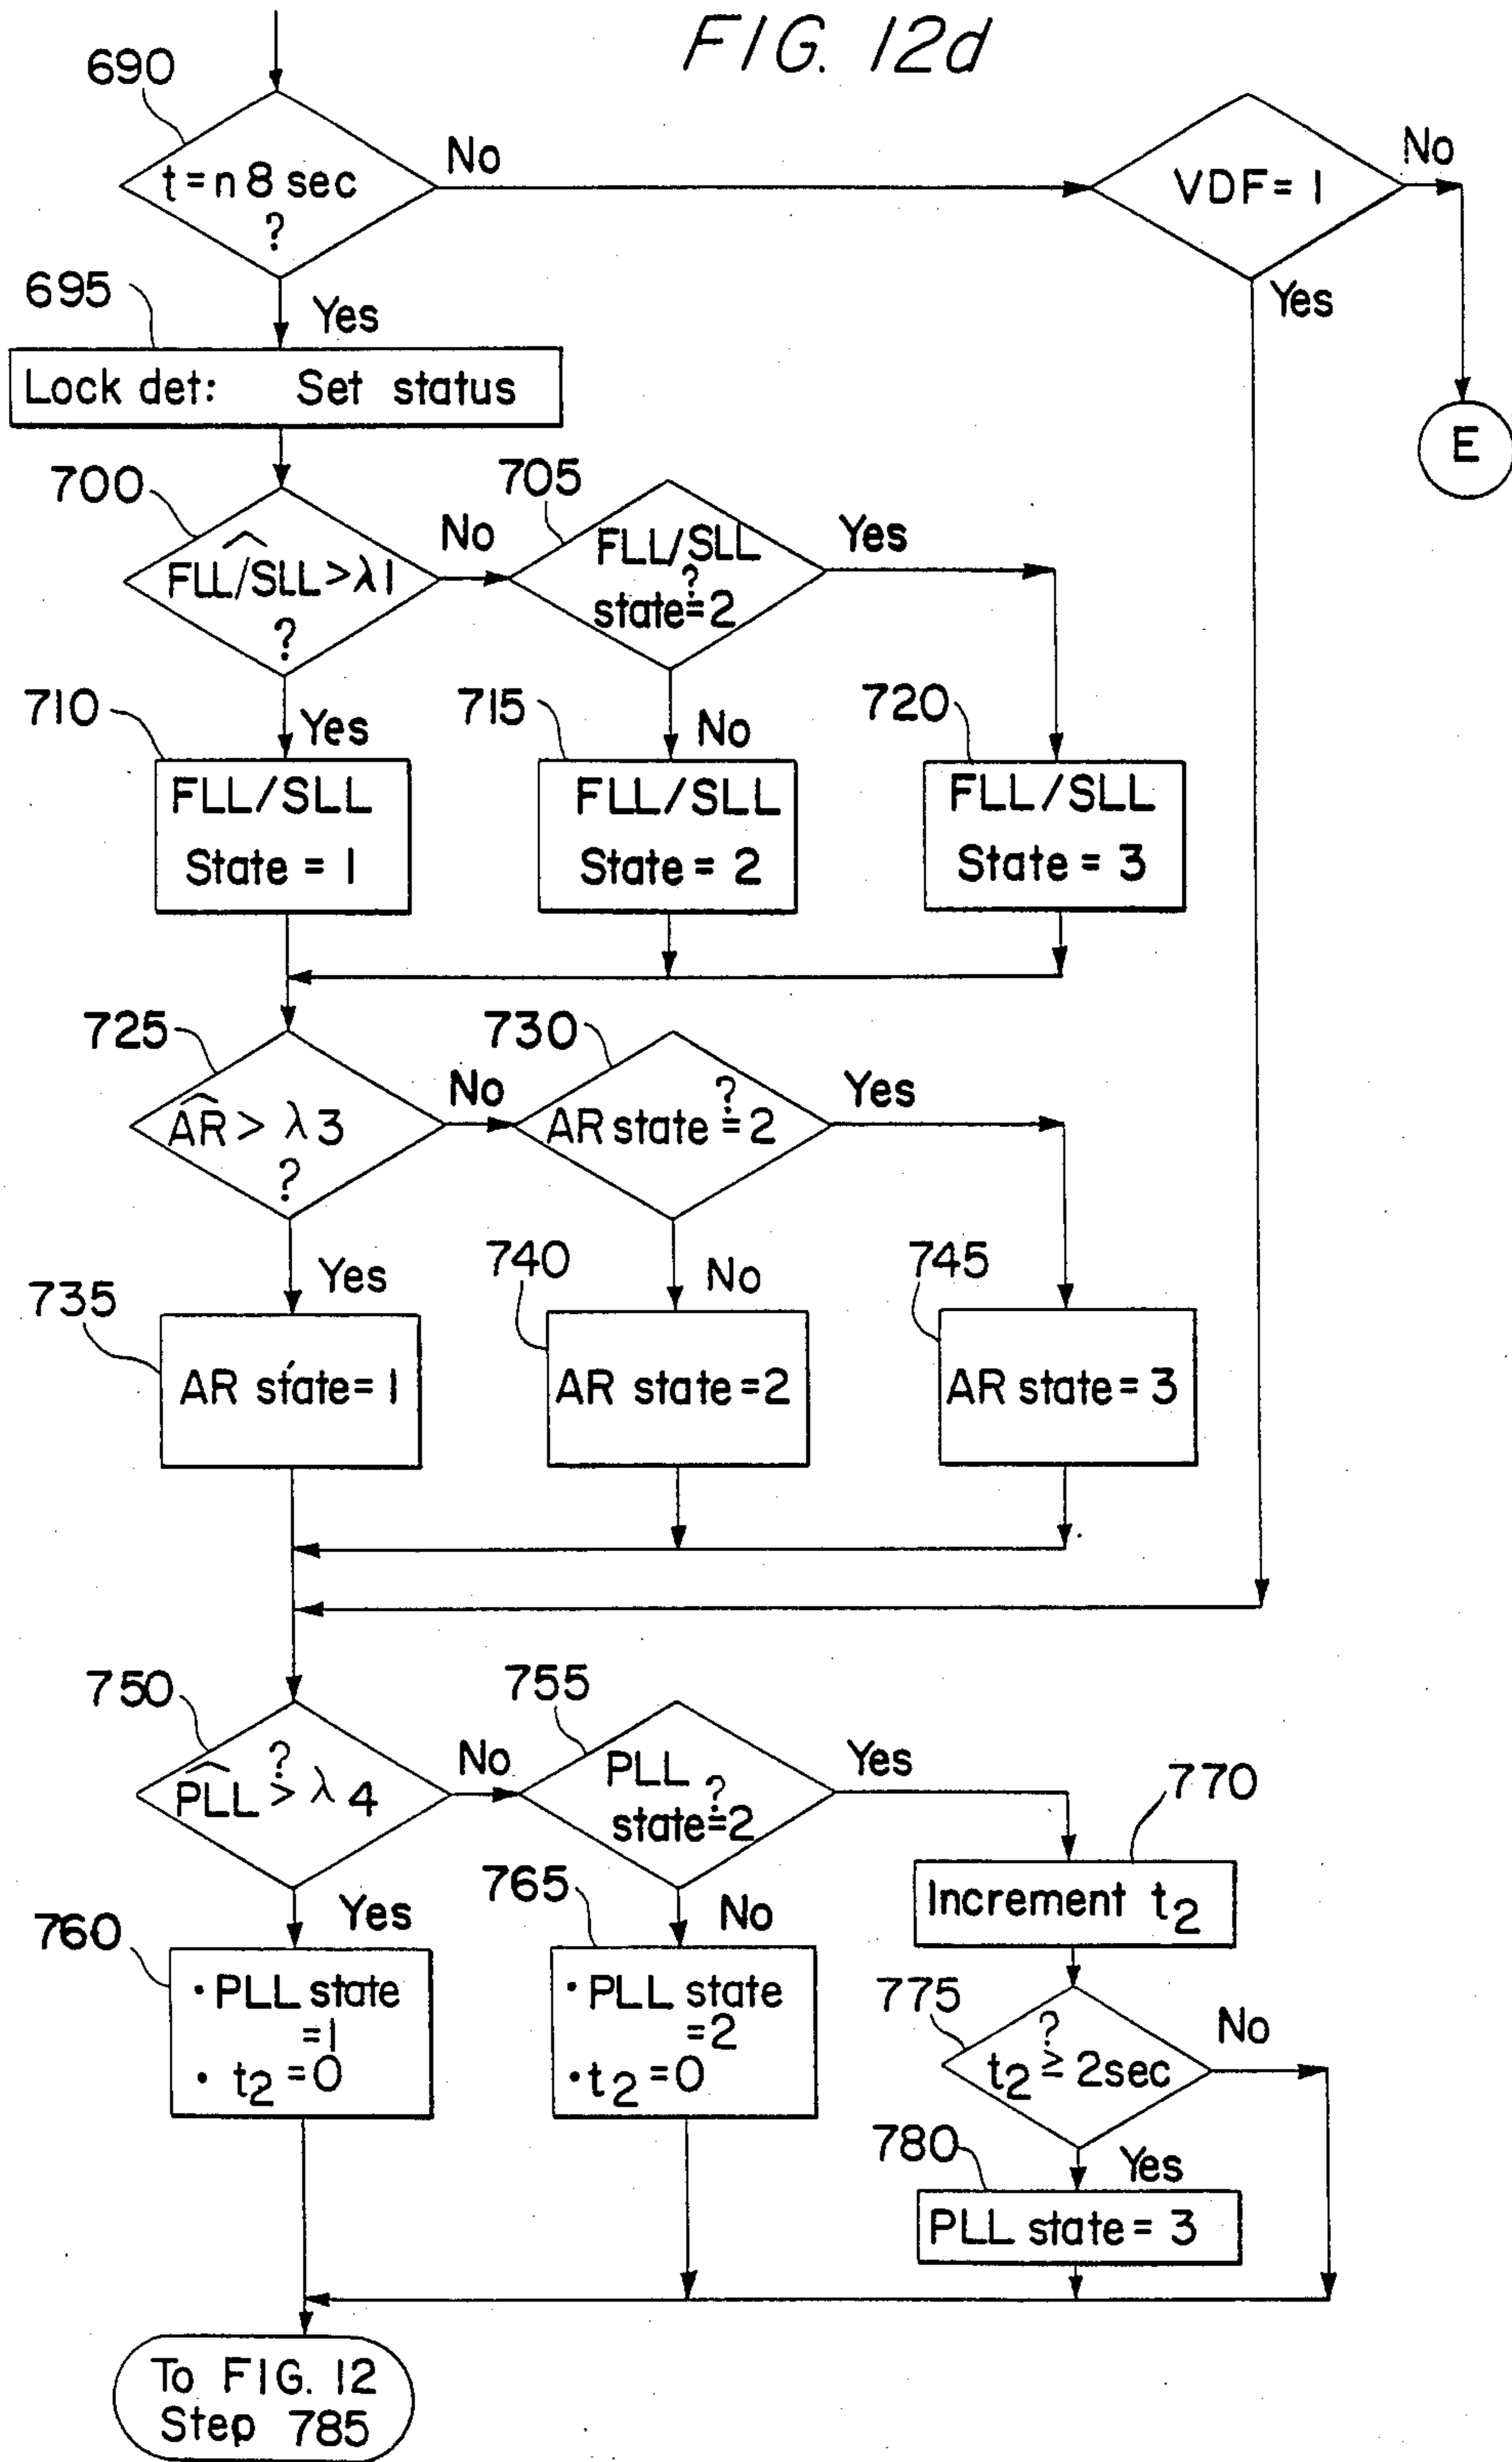 FIG. 12d
690
t = n 8 sec
?
No
VDF = 1
No
Yes
Yes
695
Lock det: Set status
E
700
FLL/SLL > λ1
?
No
705
FLL/SLL
?
state = 2
Yes
710
Yes
715
No
720
FLL/SLL
State = 1
FLL/SLL
State = 2
FLL/SLL
State = 3
725
AR > λ3
?
No
730
?
AR state = 2
Yes
735
Yes
740
No
745
AR state = 1
AR state = 2
AR state = 3
750
?
PLL > λ4
No
755
PLL
?
state = 2
Yes
770
Increment t2
760
Yes
765
No
• PLL state
= 1
• t2 = 0
• PLL state
= 2
• t2 = 0
775
?
t2 ≥ 2 sec
No
780
Yes
PLL state = 3
To FIG. 12
Step 785